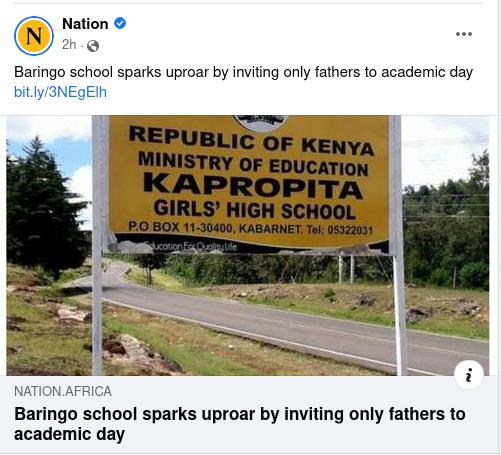 Nation
2h
Baringo school sparks uproar by inviting only fathers to academic day
bit.ly/3NEgElh
REPUBLIC OF KENYA
MINISTRY OF EDUCATION
KAPROPITA
GIRLS' HIGH SCHOOL
P.O BOX 11-30400, KABARNET. Tel; 05322031
Education For Quality Life
NATION.AFRICA
Baringo school sparks uproar by inviting only fathers to
academic day